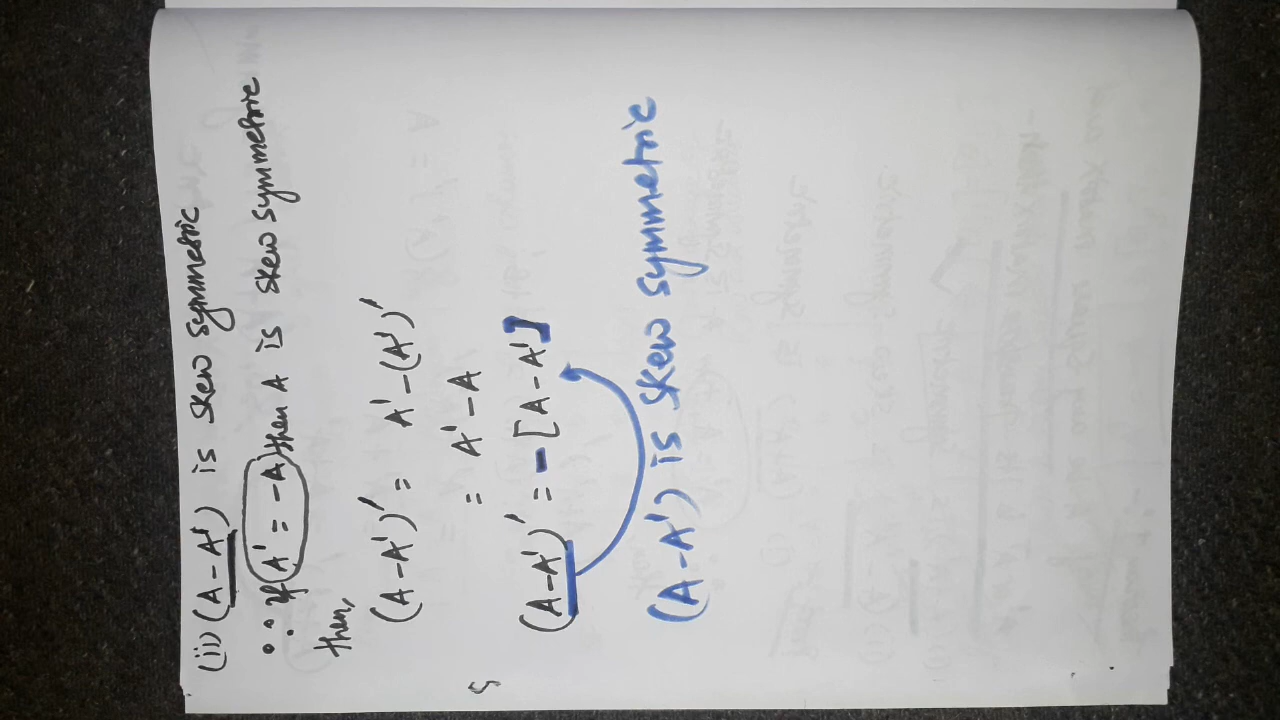 (ii) (A-A') is skew symmetric
∵ if A' = -A then A is skew symmetric
then,
(A-A')' = A'-(A')'
= A'-A
(A-A')' = -[A-A']
(A-A') is skew symmetric